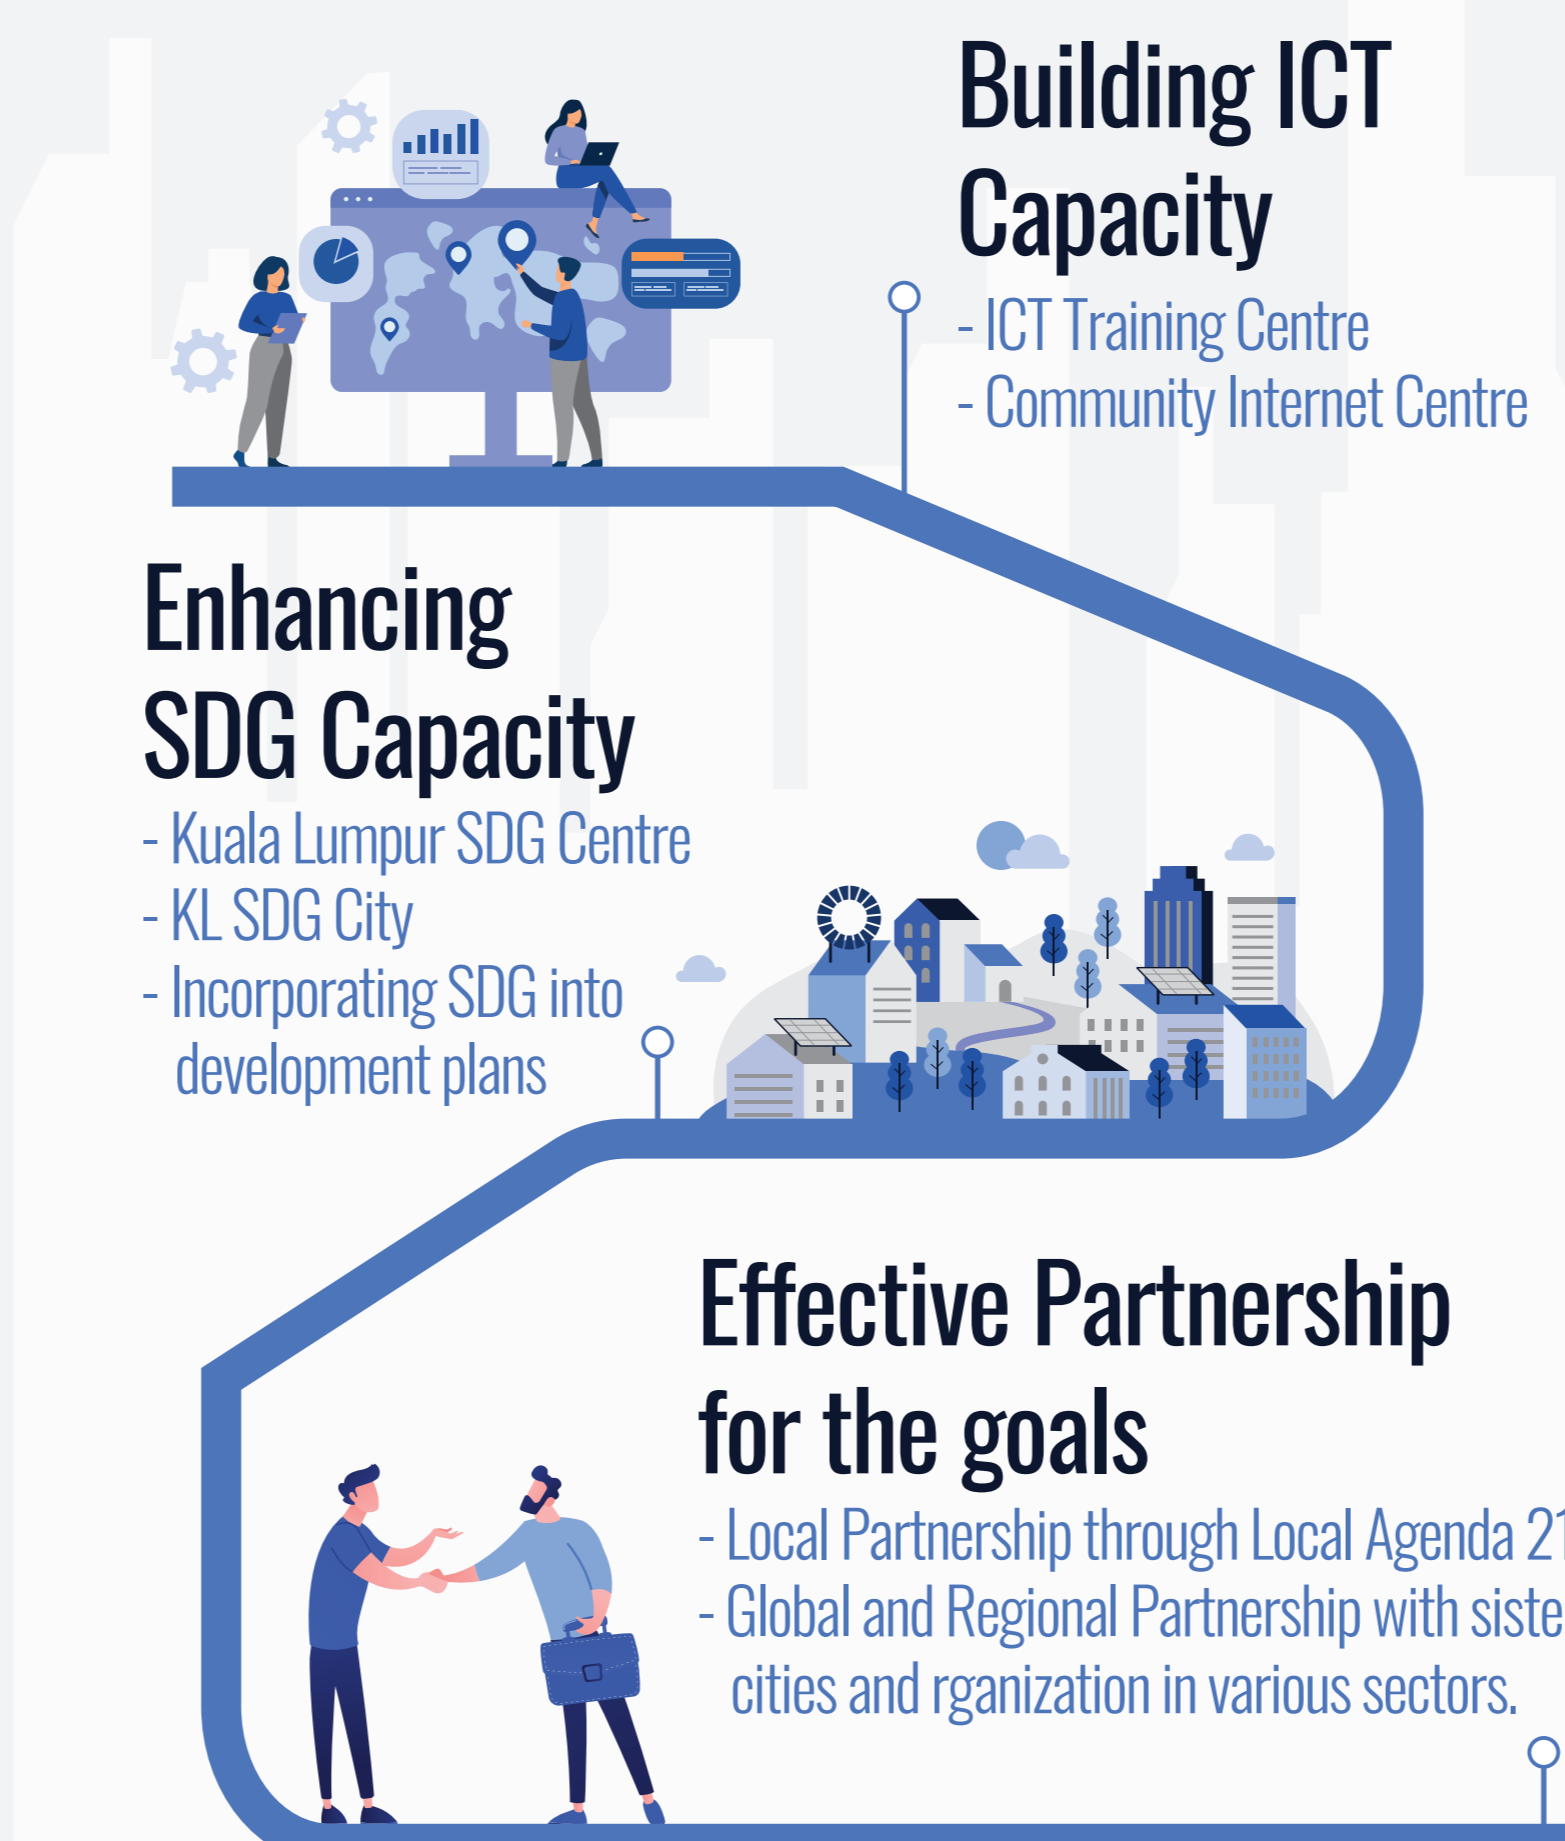 Building ICT
Capacity
- ICT Training Centre
- Community Internet Centre
Enhancing
SDG Capacity
- Kuala Lumpur SDG Centre
- KL SDG City
- Incorporating SDG into
development plans
Effective Partnership
for the goals
- Local Partnership through Local Agenda 21
- Global and Regional Partnership with siste
cities and rganization in various sectors.